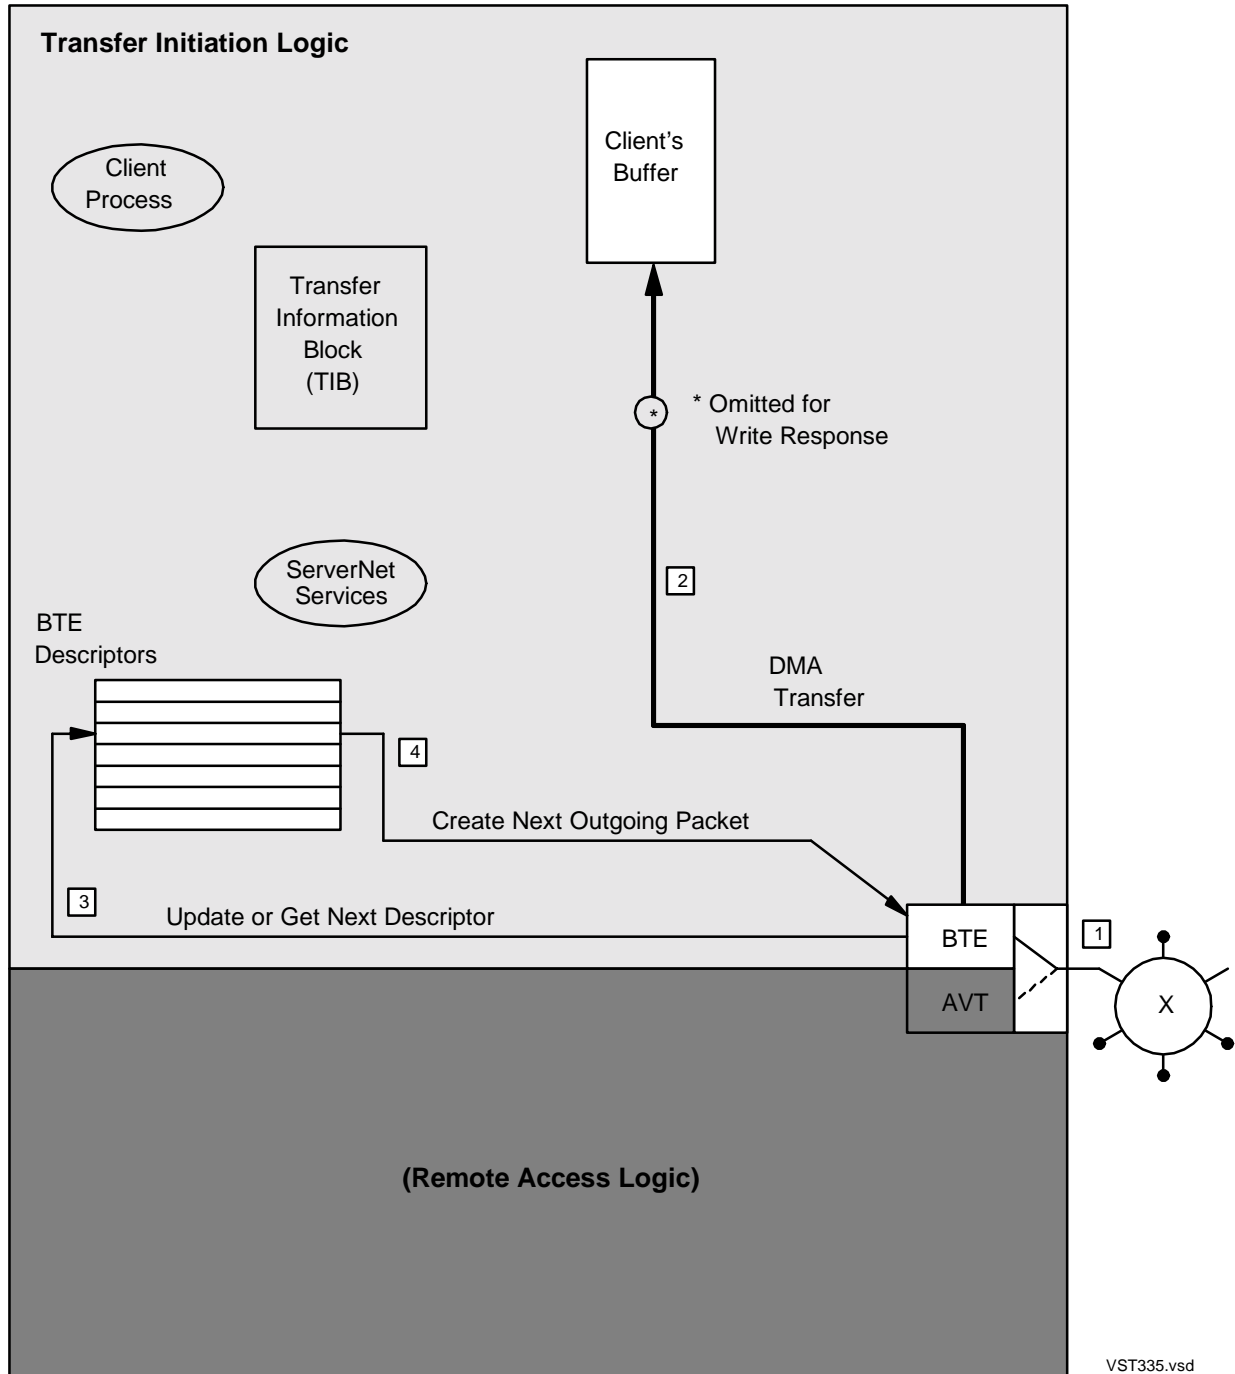 Transfer Initiation Logic
Client's
Buffer
Client
Process
Transfer
Information
Block
(TIB)
*
* Omitted for
Write Response
ServerNet
Services
2
BTE
Descriptors
DMA
Transfer
4
Create Next Outgoing Packet
3
Update or Get Next Descriptor
BTE
1
AVT
X
(Remote Access Logic)
VST335.vsd